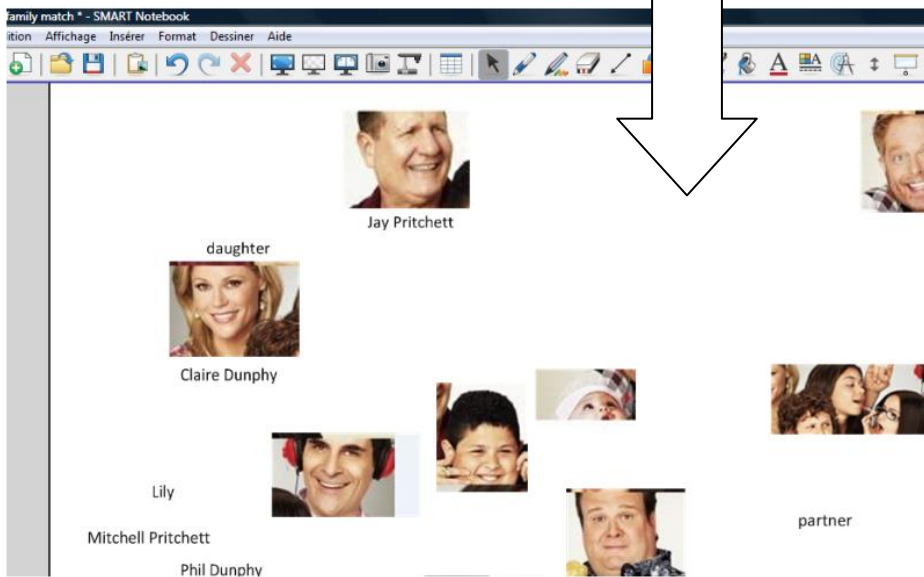 family match * - SMART Notebook
ition Affichage Insérer Format Dessiner Aide
Jay Pritchett
daughter
Claire Dunphy
Lily
partner
Mitchell Pritchett
Phil Dunphy